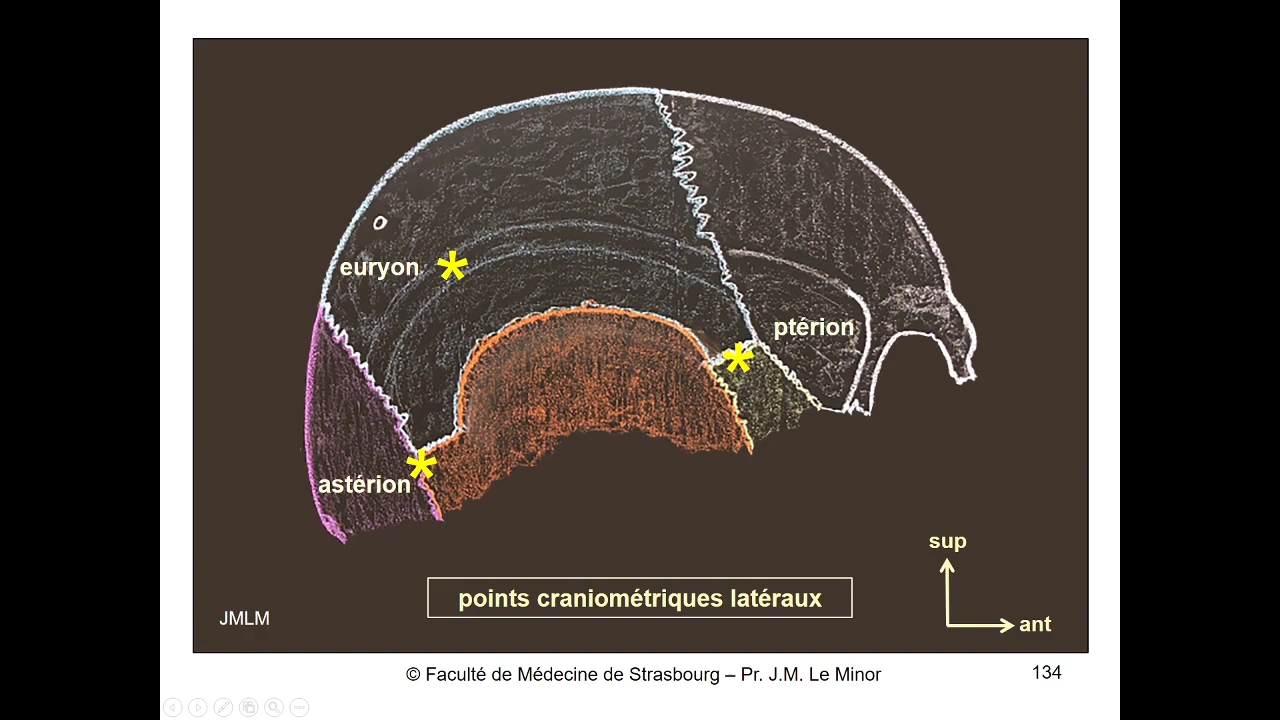 euryon
ptérion
astérion
sup
points craniométriques latéraux
JMLM
ant
© Faculté de Médecine de Strasbourg – Pr. J.M. Le Minor
134